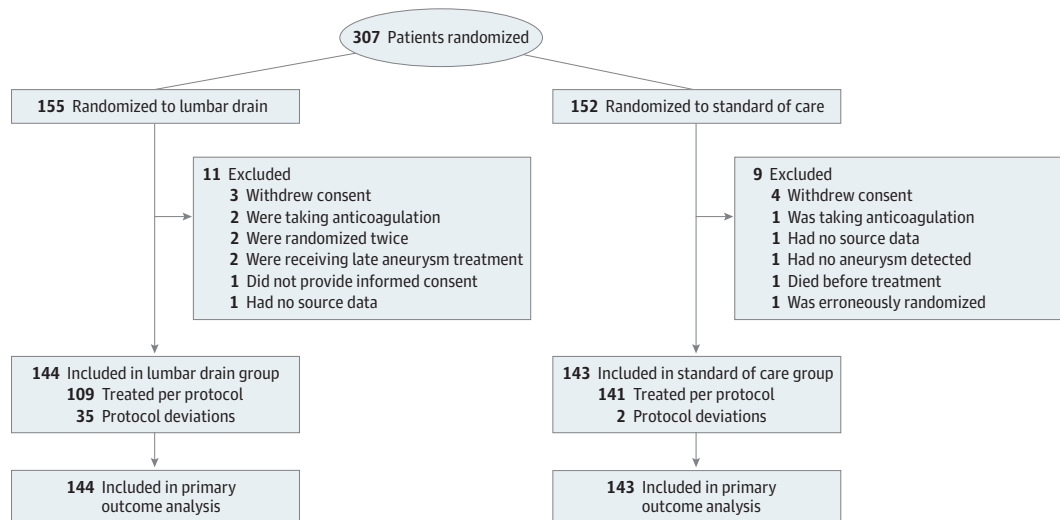 307 Patients randomized
155 Randomized to lumbar drain
152 Randomized to standard of care
11 Excluded
3 Withdrew consent
2 Were taking anticoagulation
2 Were randomized twice
2 Were receiving late aneurysm treatment
1 Did not provide informed consent
1 Had no source data
9 Excluded
4 Withdrew consent
1 Was taking anticoagulation
1 Had no source data
1 Had no aneurysm detected
1 Died before treatment
1 Was erroneously randomized
144 Included in lumbar drain group
109 Treated per protocol
35 Protocol deviations
143 Included in standard of care group
141 Treated per protocol
2 Protocol deviations
144 Included in primary
outcome analysis
143 Included in primary
outcome analysis